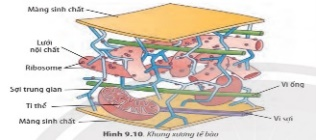 Màng sinh chất
Lưới
nội chất
Ribosome
Sợi trung gian
Ti thể
Màng sinh chất
Vi ống
Vi sợi
Hình 9.10. Khung xương tế bào